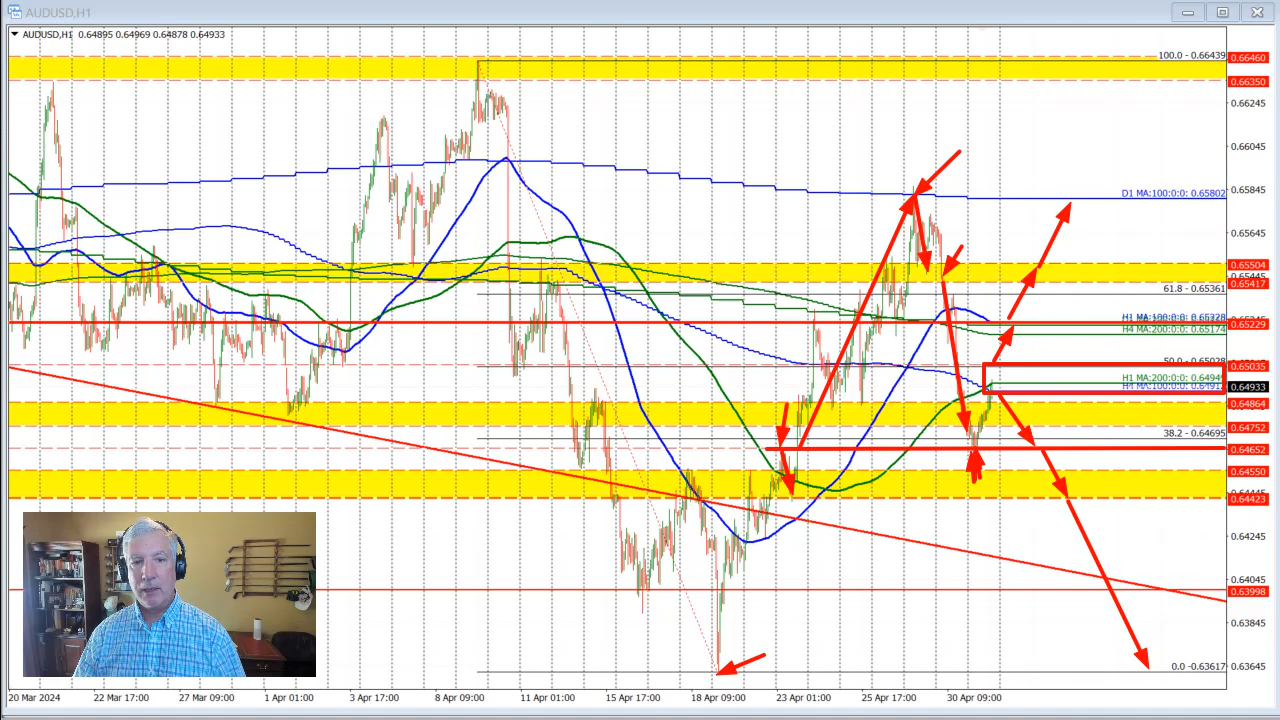 AUDUSD,H1
AUDUSD,H1 0.64895 0.64969 0.64878 0.64933
100.0 - 0.66439
0.66460
0.66350
0.66245
0.66045
D1 MA:100:0:0: 0.65802
0.65845
0.65645
0.65504
0.65445
0.65417
61.8 - 0.65361
0.65229
H4 MA:200:0:0: 0.65174
50.0 - 0.65028
0.65035
H1 MA:200:0:0:
0.64933
0.64864
0.64752
38.2 - 0.64695
0.64652
0.64550
0.64445
0.64423
0.64245
0.64045
0.63998
0.63845
0.0 -0.63617
0.63645
20 Mar 2024
22 Mar 17:00
27 Mar 09:00
1 Apr 01:00
3 Apr 17:00
8 Apr 09:00
11 Apr 01:00
15 Apr 17:00
18 Apr 09:00
23 Apr 01:00
25 Apr 17:00
30 Apr 09:00